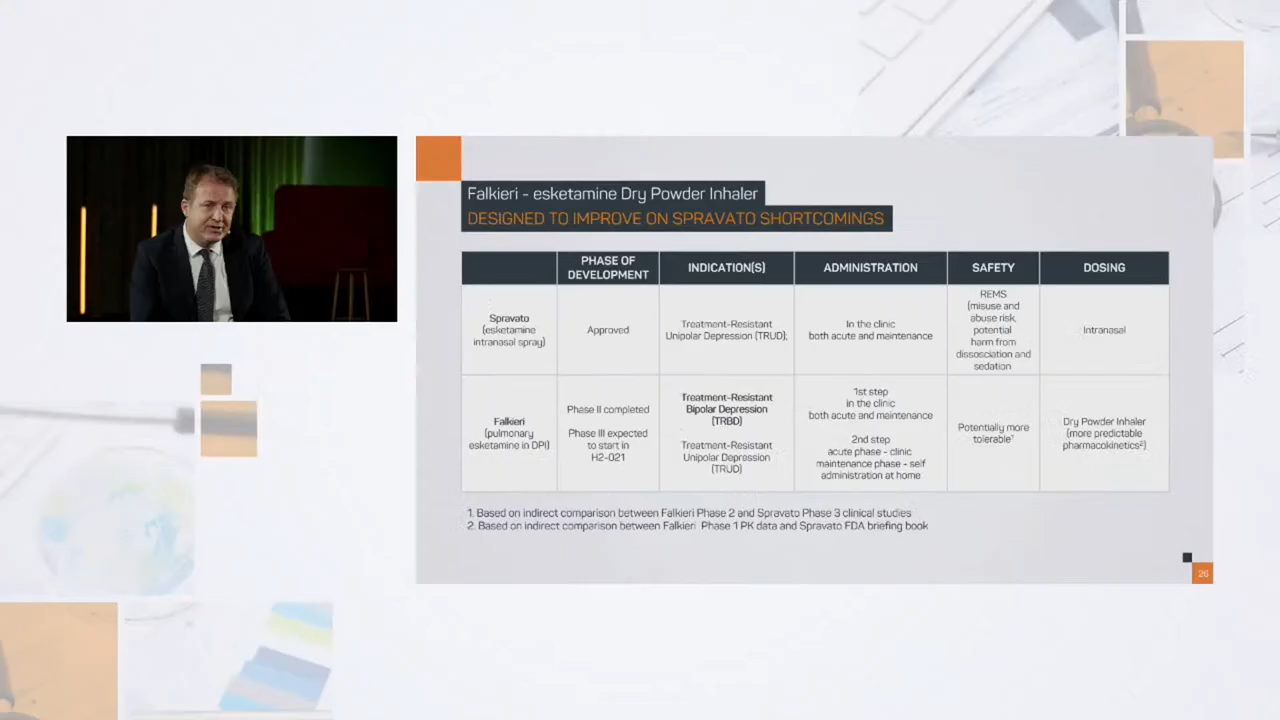 Falkieri - esketamine Dry Powder Inhaler
DESIGNED TO IMPROVE ON SPRAVATO SHORTCOMINGS
PHASE OF
DEVELOPMENT
INDICATION(S)
ADMINISTRATION
SAFETY
DOSING
Spravato
(esketamine
intranasal spray)
Approved
Treatment-Resistant
Unipolar Depression (TRUD);
In the clinic
both acute and maintenance
REMS
(misuse and
abuse risk,
potential
harm from
dissosciation and
sedation
Intranasal
Falkieri
(pulmonary
esketamine in DPI)
Phase II completed
Phase III expected
to start in
H2-021
Treatment-Resistant
Bipolar Depression
(TRBD)
Treatment-Resistant
Unipolar Depression
(TRUD)
1st step
in the clinic
both acute and maintenance
2nd step
acute phase - clinic
maintenance phase - self
administration at home
Potentially more
tolerable¹
Dry Powder Inhaler
(more predictable
pharmacokinetics²)
1. Based on indirect comparison between Falkieri Phase 2 and Spravato Phase 3 clinical studies
2. Based on indirect comparison between Falkieri Phase 1 PK data and Spravato FDA briefing book
26